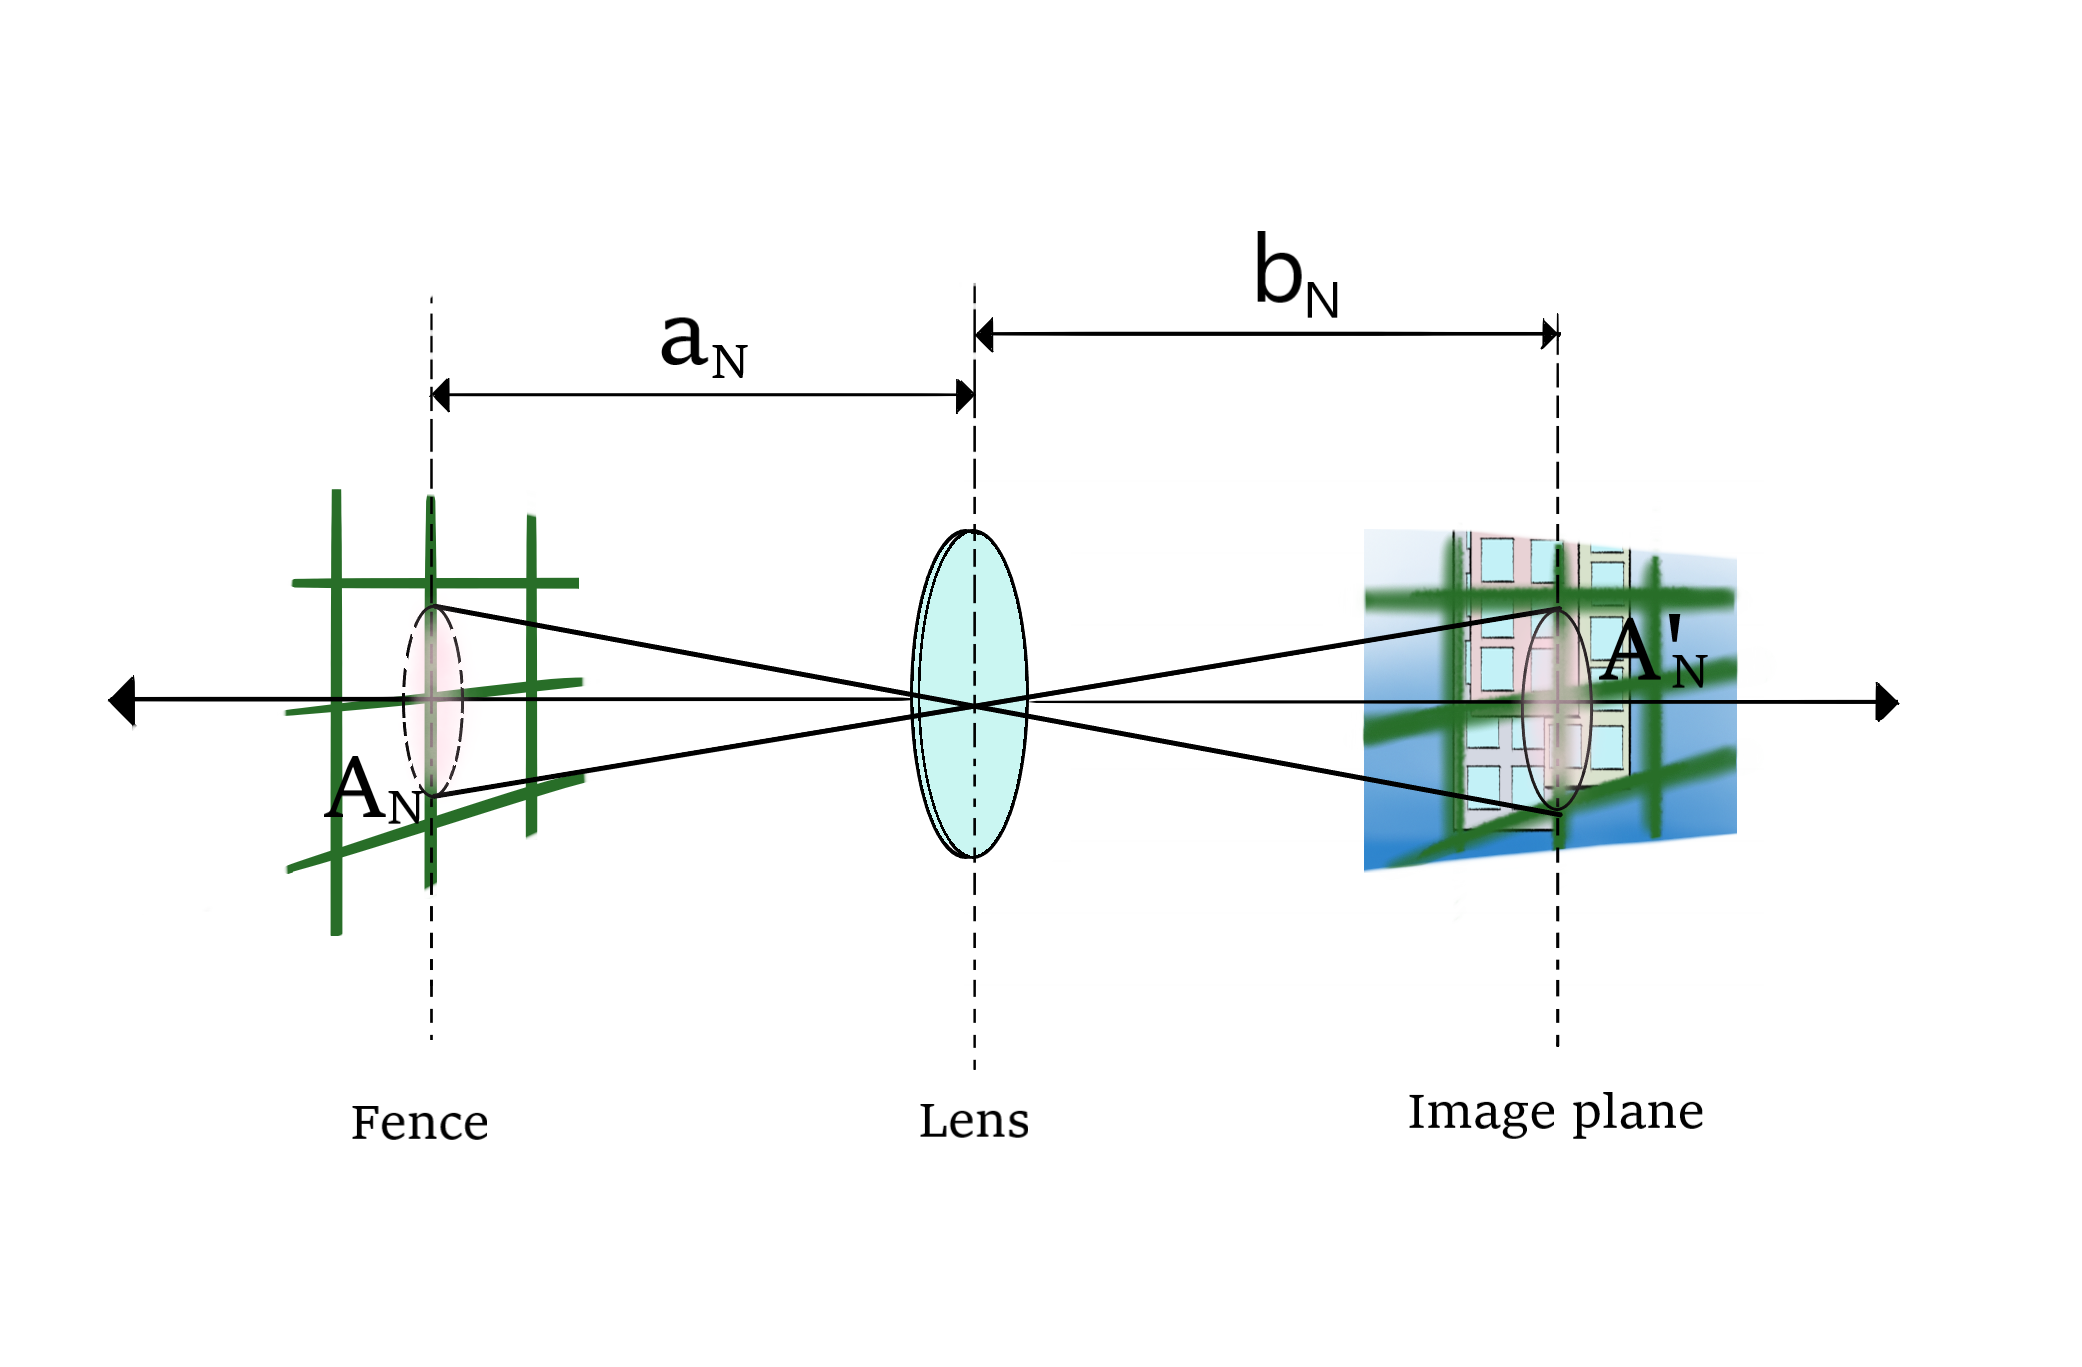 b_N
a_N
A'_N
A_N
Fence
Lens
Image plane